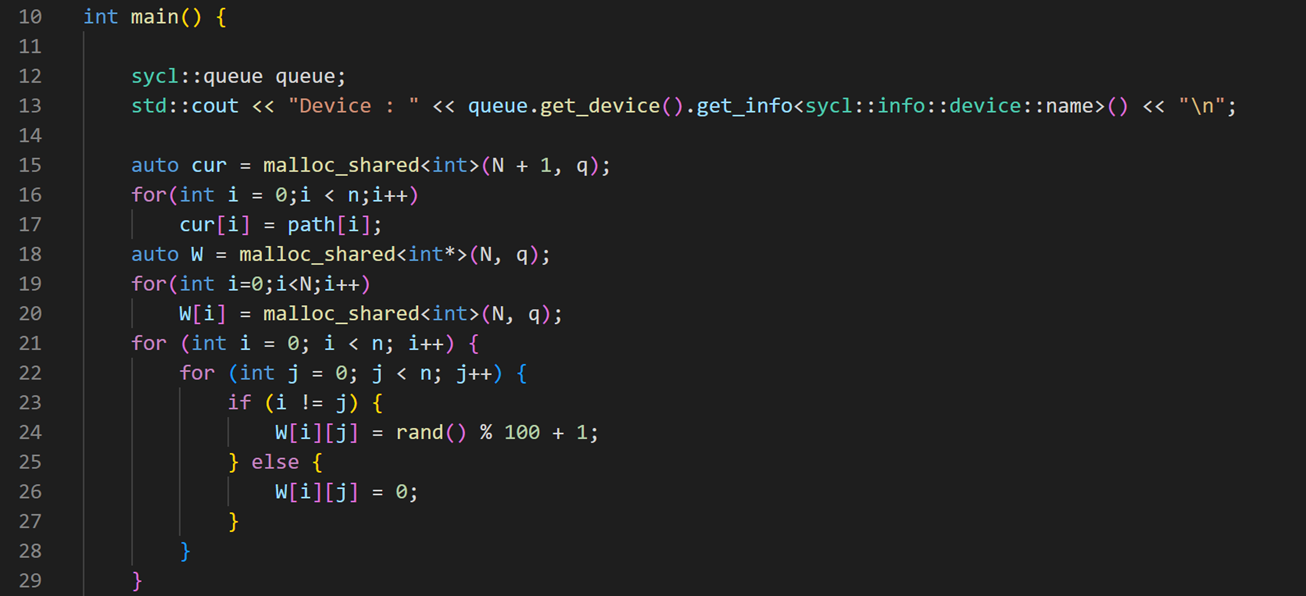 10 int main() {
11
12 sycl::queue queue;
13 std::cout << "Device : " << queue.get_device().get_info<sycl::info::device::name>() << "\n";
14
15 auto cur = malloc_shared<int>(N + 1, q);
16 for(int i = 0;i < n;i++)
17 cur[i] = path[i];
18 auto W = malloc_shared<int*>(N, q);
19 for(int i=0;i<N;i++)
20 W[i] = malloc_shared<int>(N, q);
21 for (int i = 0; i < n; i++) {
22 for (int j = 0; j < n; j++) {
23 if (i != j) {
24 W[i][j] = rand() % 100 + 1;
25 } else {
26 W[i][j] = 0;
27 }
28 }
29 }